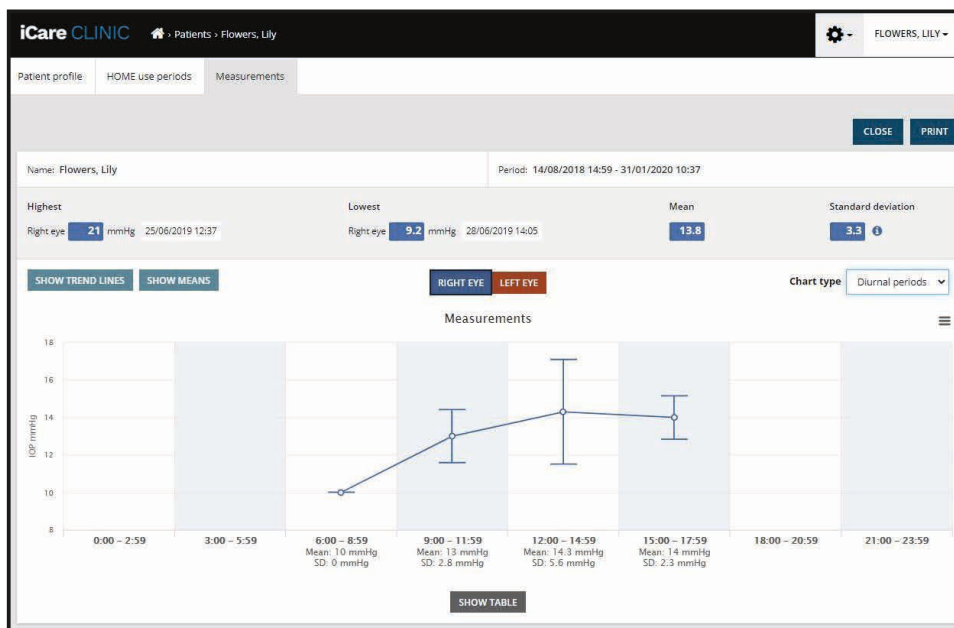 iCare CLINIC › Patients › Flowers, Lily FLOWERS, LILY
Patient profile HOME use periods Measurements
CLOSE PRINT
Name: Flowers, Lily Period: 14/08/2018 14:59 - 31/01/2020 10:37
Highest Lowest Mean Standard deviation
Right eye 21 mmHg 25/06/2019 12:37 Right eye 9.2 mmHg 28/06/2019 14:05 13.8 3.3
SHOW TREND LINES SHOW MEANS RIGHT EYE LEFT EYE Chart type Diurnal periods
Measurements
18
16
14
12
10
8
IOP mmHg
0:00 – 2:59 3:00 – 5:59 6:00 – 8:59 9:00 – 11:59 12:00 – 14:59 15:00 – 17:59 18:00 – 20:59 21:00 – 23:59
Mean: 10 mmHg Mean: 13 mmHg Mean: 14.3 mmHg Mean: 14 mmHg
SD: 0 mmHg SD: 2.8 mmHg SD: 5.6 mmHg SD: 2.3 mmHg
SHOW TABLE